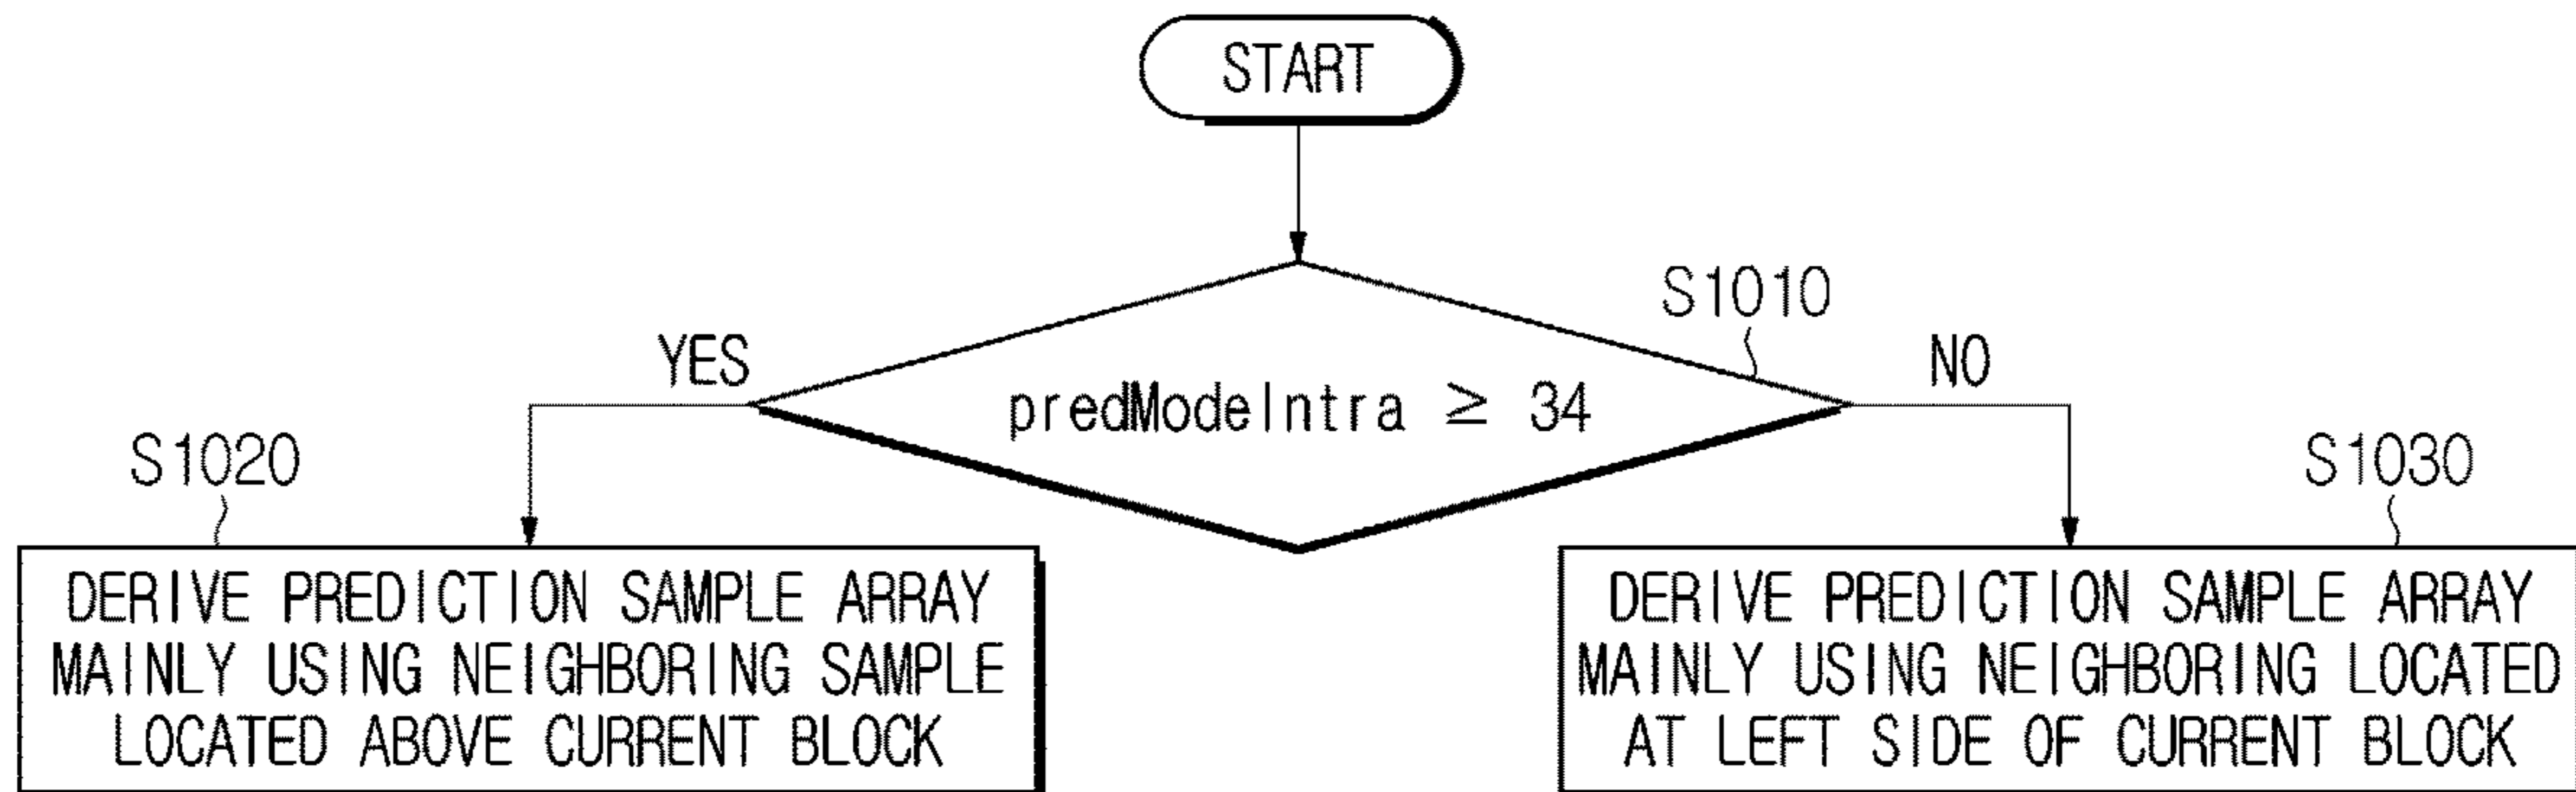 START
S1010
YES
NO
predModeIntra ≥ 34
S1020
S1030
DERIVE PREDICTION SAMPLE ARRAY
MAINLY USING NEIGHBORING SAMPLE
LOCATED ABOVE CURRENT BLOCK
DERIVE PREDICTION SAMPLE ARRAY
MAINLY USING NEIGHBORING LOCATED
AT LEFT SIDE OF CURRENT BLOCK